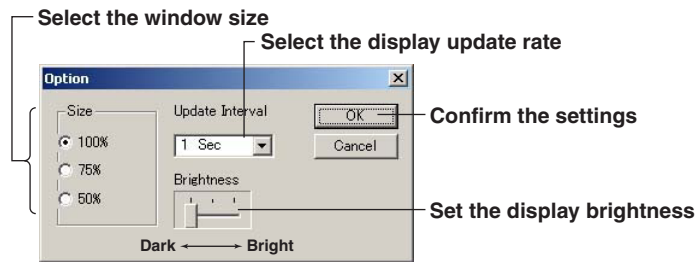 Select the window size
Select the display update rate
Option
Size
Update Interval
OK
Confirm the settings
100%
1 Sec
Cancel
75%
Brightness
50%
Set the display brightness
Dark Bright